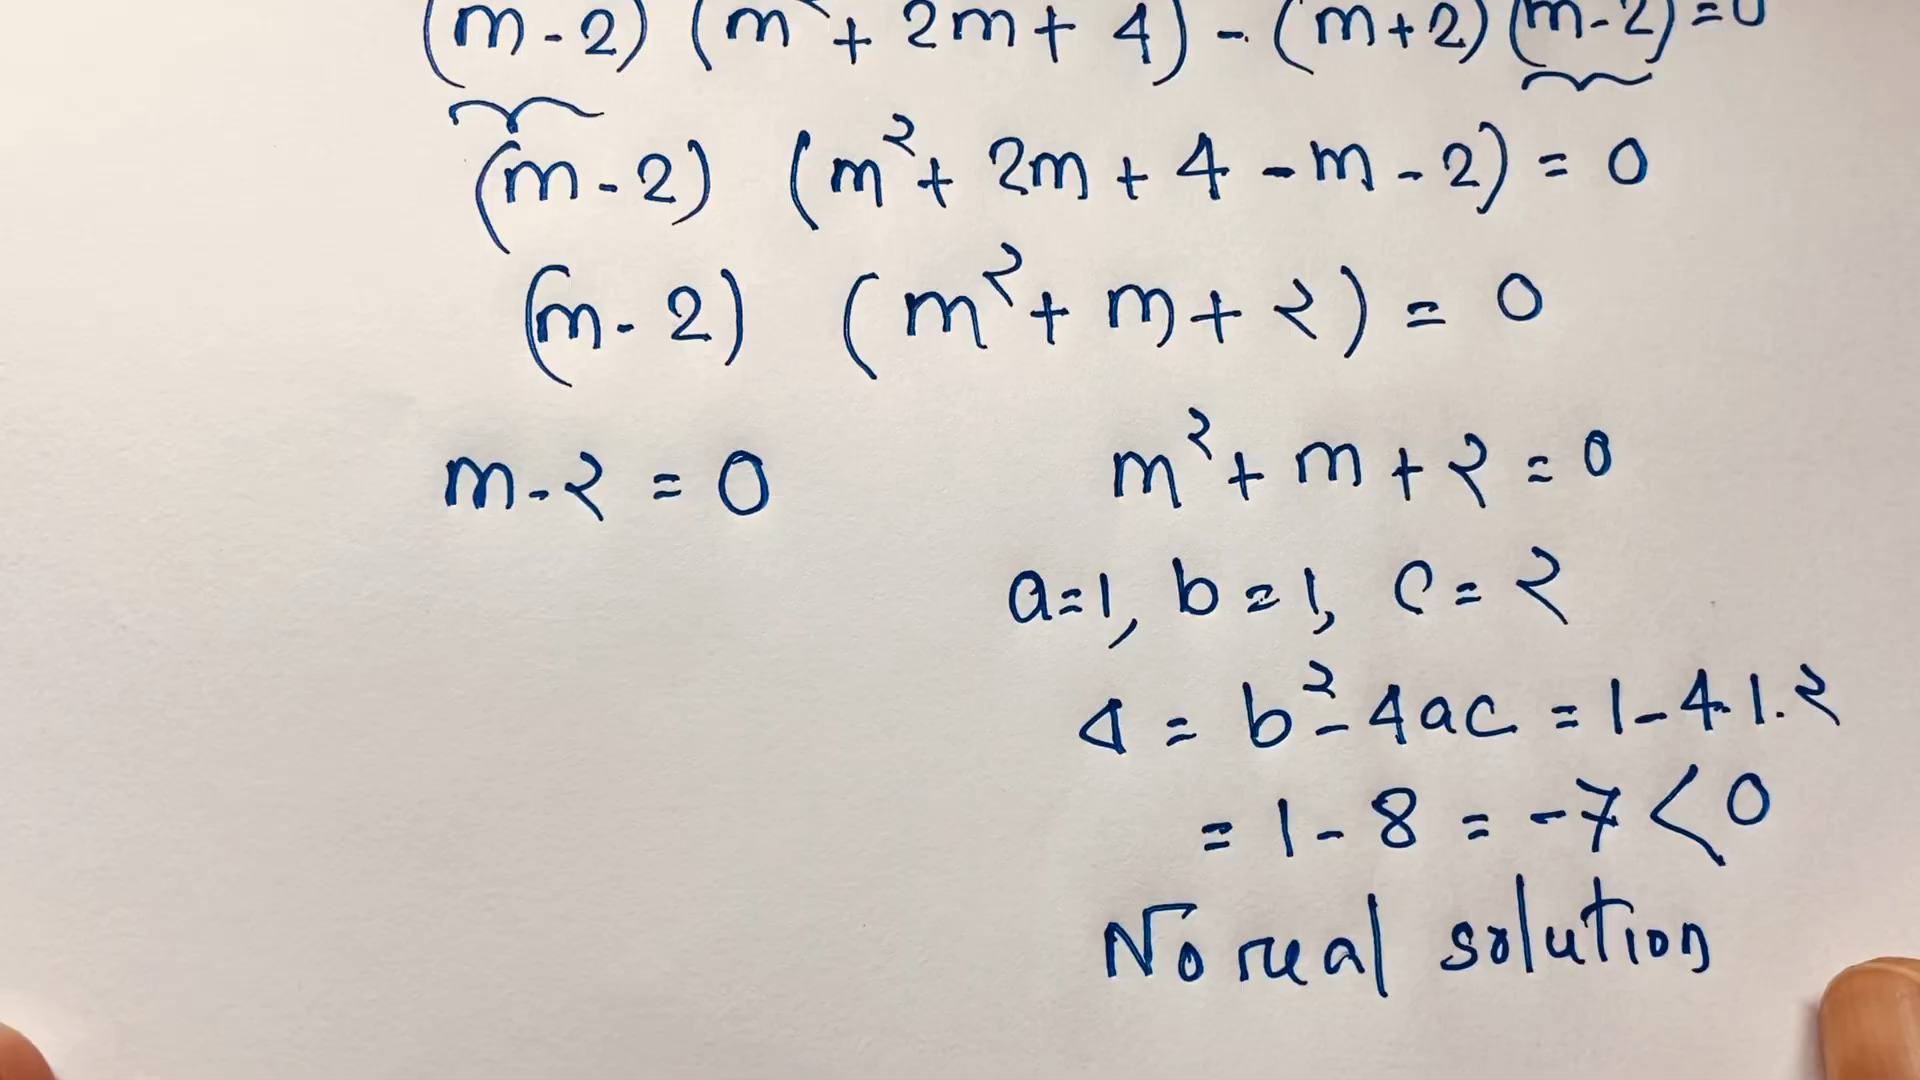 (m-2) (m²+2m+4)-(m+2)(m-2)=0
(m-2) (m²+2m+4-m-2)=0
(m-2) (m²+m+2)=0
m-2=0
m²+m+2=0
a=1, b=1, c=2
Δ=b²-4ac=1-4.1.2
=1-8=-7<0
No real solution